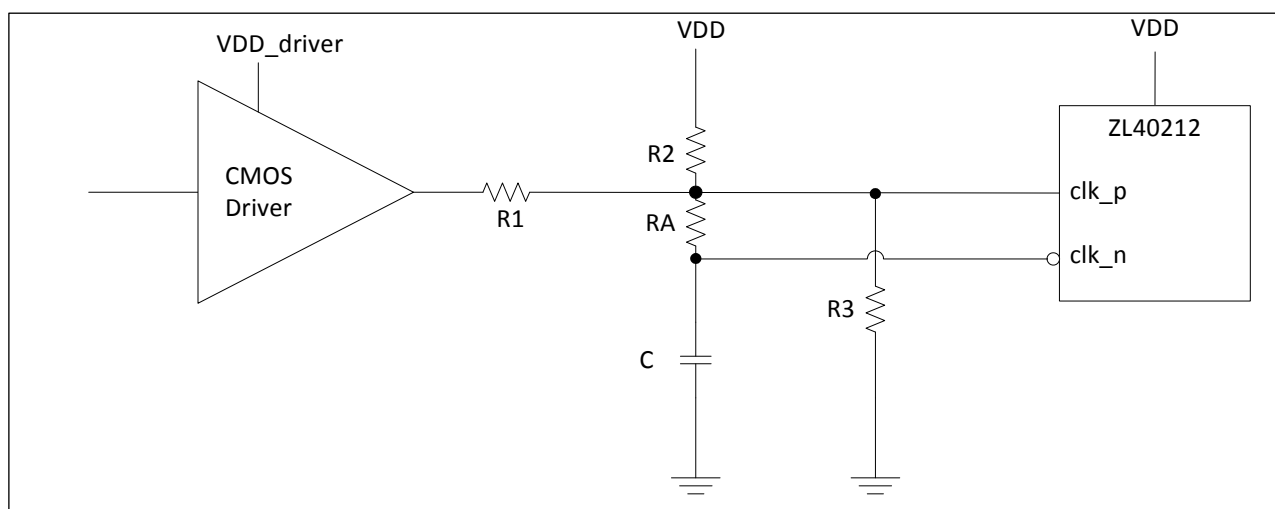 VDD_driver
VDD
VDD
ZL40212
R2
CMOS
Driver
clk_p
R1
RA
clk_n
R3
C